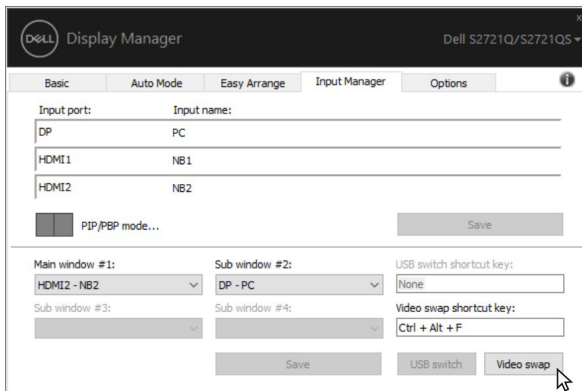 DELL Display Manager
x
Dell S2721Q/S2721QS
Basic Auto Mode Easy Arrange Input Manager Options i
Input port: Input name:
DP PC
HDMI1 NB1
HDMI2 NB2
PIP/PBP mode... Save
Main window #1: Sub window #2: USB switch shortcut key:
HDMI2 - NB2 DP - PC None
Sub window #3: Sub window #4: Video swap shortcut key:
Ctrl + Alt + F
Save USB switch Video swap